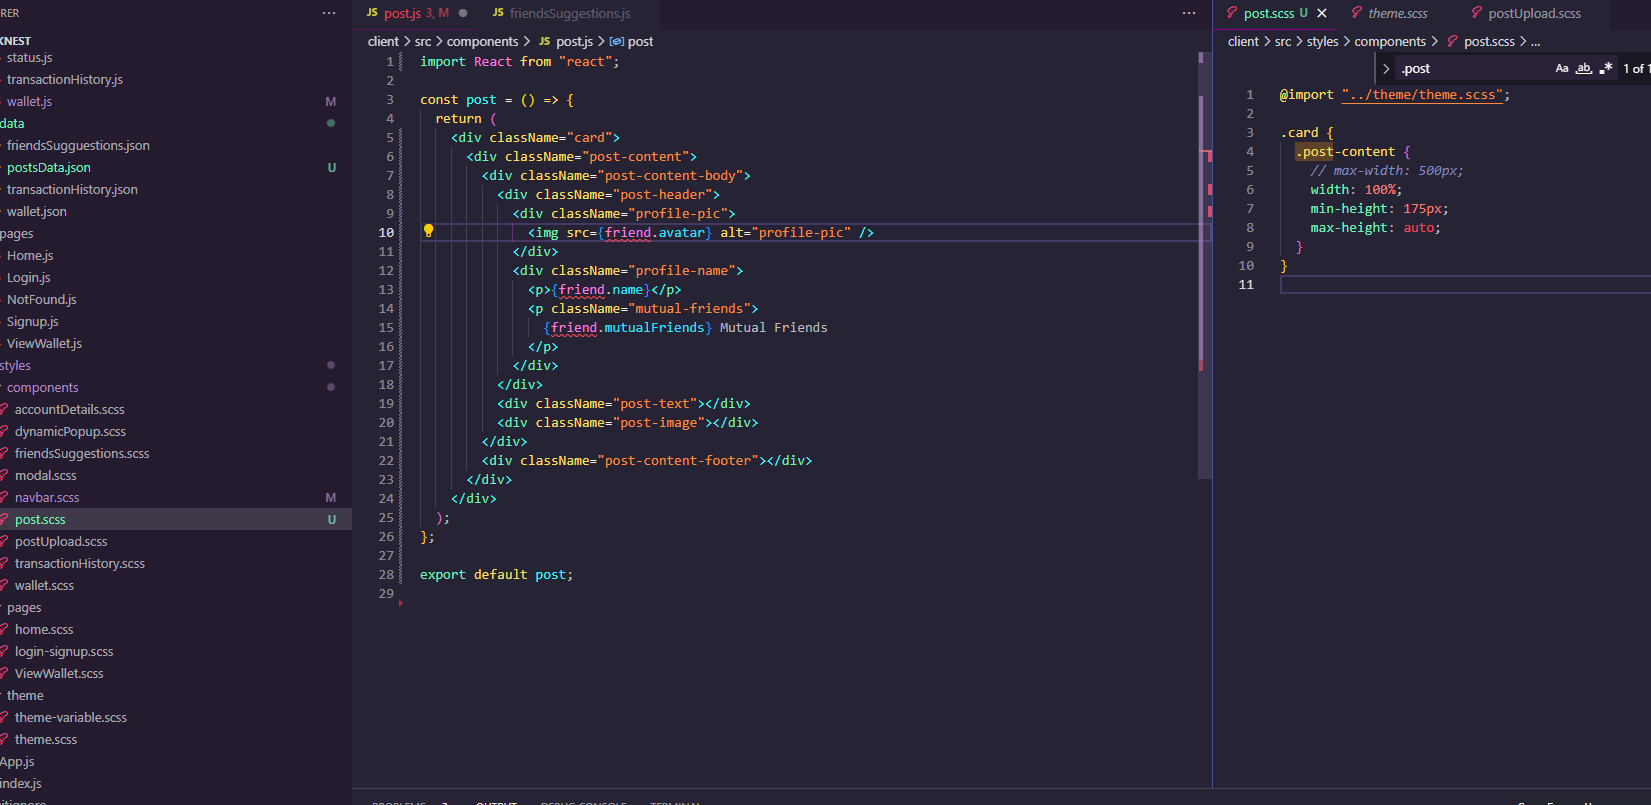 RER
KNEST
status.js
transactionHistory.js
wallet.js M
data
friendsSugguestions.json
postsData.json U
transactionHistory.json
wallet.json
pages
Home.js
Login.js
NotFound.js
Signup.js
ViewWallet.js
styles
components
accountDetails.scss
dynamicPopup.scss
friendsSuggestions.scss
modal.scss
navbar.scss M
post.scss U
postUpload.scss
transactionHistory.scss
wallet.scss
pages
home.scss
login-signup.scss
ViewWallet.scss
theme
theme-variable.scss
theme.scss
App.js
index.js
JS post.js 3, M ● JS friendsSuggestions.js ...
client > src > components > JS post.js > post
1 import React from "react";
2
3 const post = () => {
4 return (
5 <div className="card">
6 <div className="post-content">
7 <div className="post-content-body">
8 <div className="post-header">
9 <div className="profile-pic">
10 <img src={friend.avatar} alt="profile-pic" />
11 </div>
12 <div className="profile-name">
13 <p>{friend.name}</p>
14 <p className="mutual-friends">
15 {friend.mutualFriends} Mutual Friends
16 </p>
17 </div>
18 </div>
19 <div className="post-text"></div>
20 <div className="post-image"></div>
21 </div>
22 <div className="post-content-footer"></div>
23 </div>
24 </div>
25 );
26 };
27
28 export default post;
29
post.scss U × theme.scss postUpload.scss
client > src > styles > components > post.scss > ...
> .post Aa ab .* 1 of 1
1 @import "../theme/theme.scss";
2
3 .card {
4 .post-content {
5 // max-width: 500px;
6 width: 100%;
7 min-height: 175px;
8 max-height: auto;
9 }
10 }
11